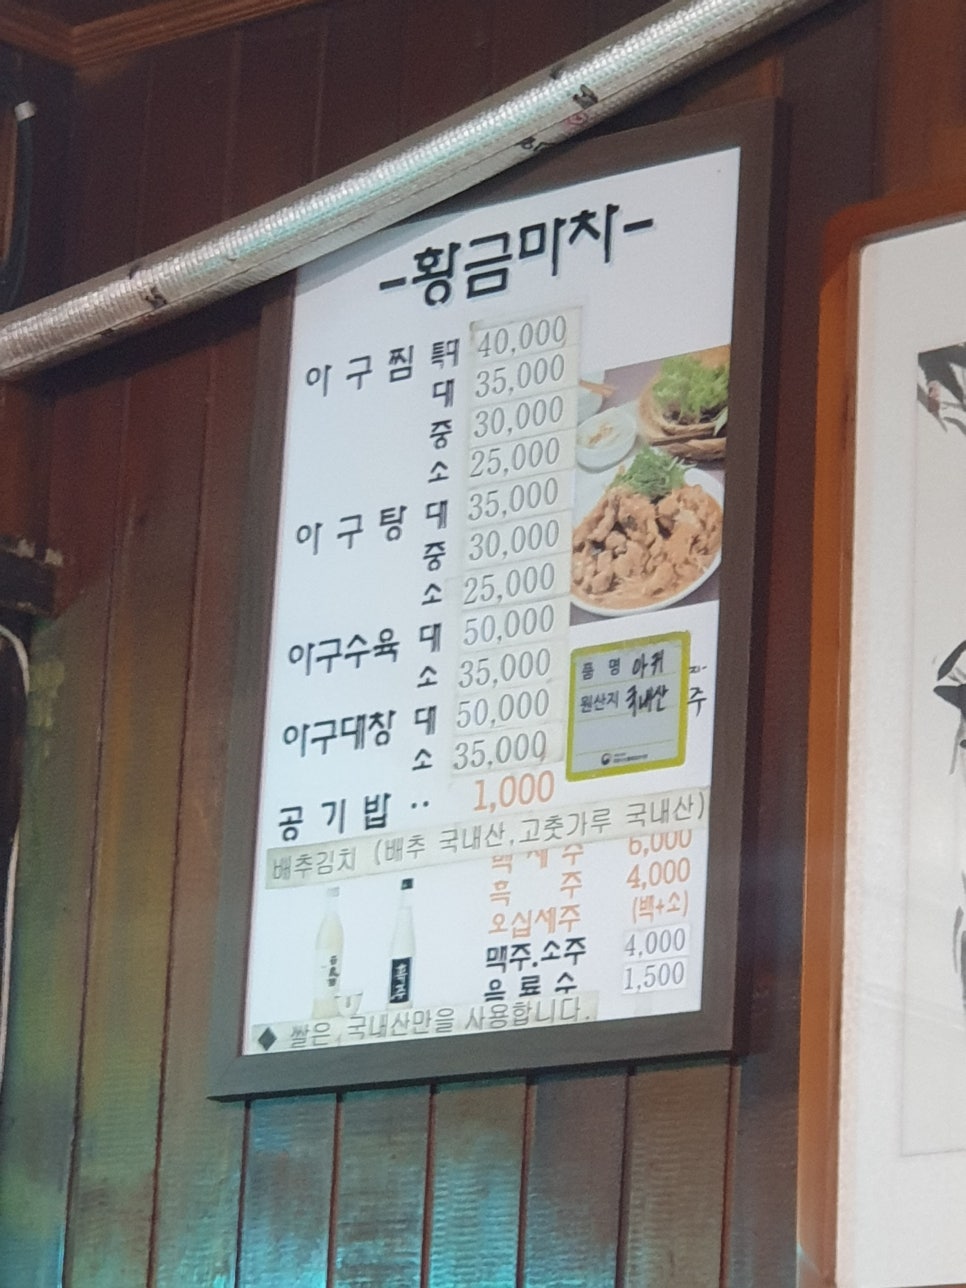 -황금마차-
아구찜 특대 40,000
대 35,000
중 30,000
소 25,000
아구탕 대 35,000
중 30,000
소 25,000
아구수육 대 50,000
소 35,000
아구대창 대 50,000
소 35,000
공기밥 ·· 1,000
품명 아귀
원산지 국내산
주
배추김치 (배추 국내산,고춧가루 국내산)
백세주 6,000
흑주 4,000
오십세주 (백+소)
맥주.소주 4,000
음료수 1,500
흑주
◆ 쌀은 국내산만을 사용합니다.